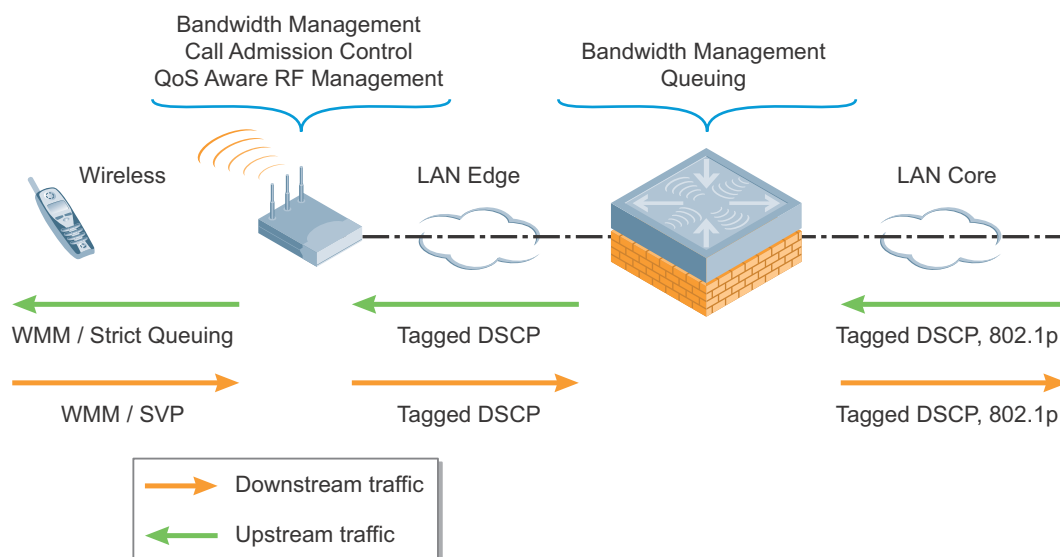 Bandwidth Management
Call Admission Control
QoS Aware RF Management
Bandwidth Management
Queuing
Wireless
LAN Edge
LAN Core
WMM / Strict Queuing
Tagged DSCP
Tagged DSCP, 802.1p
WMM / SVP
Tagged DSCP
Tagged DSCP, 802.1p
Downstream traffic
Upstream traffic